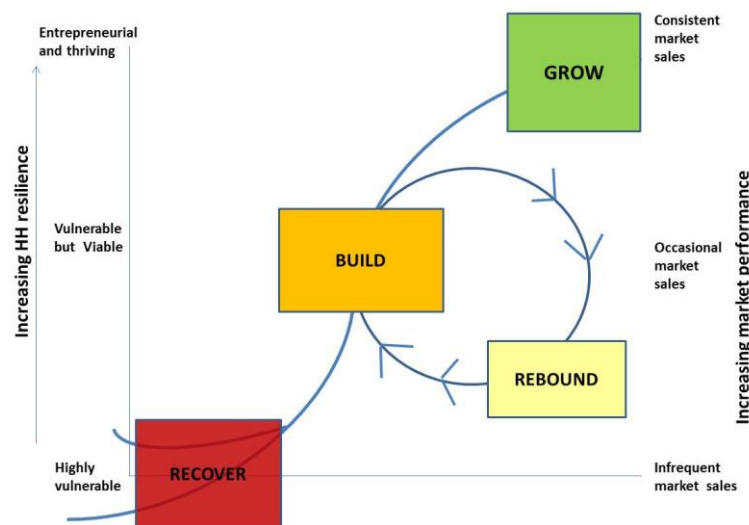 Entrepreneurial
and thriving
Consistent
market
sales
GROW
Increasing HH resilience
Vulnerable
but Viable
BUILD
Occasional
market
sales
Increasing market performance
REBOUND
Highly
vulnerable
RECOVER
Infrequent
market sales